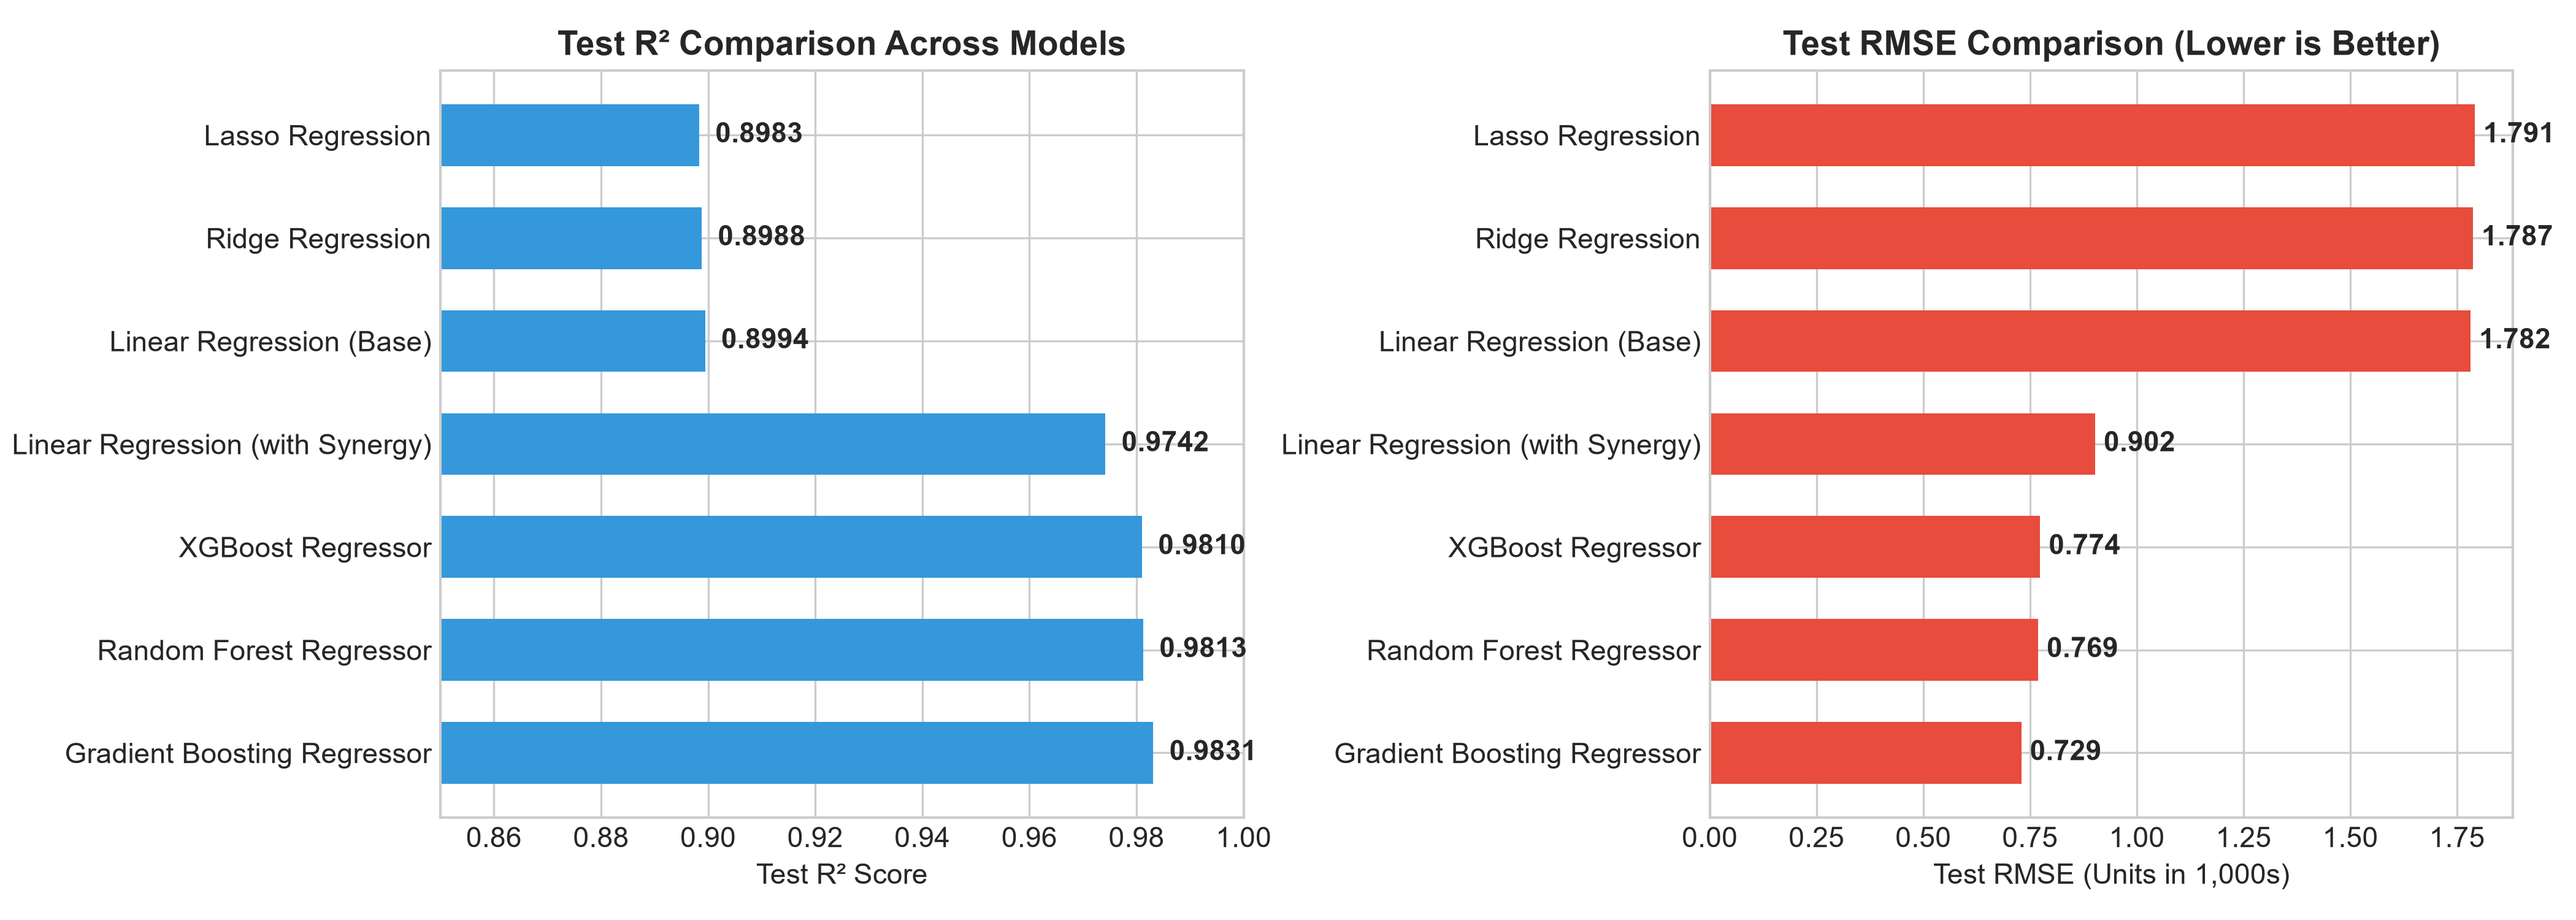 Test R² Comparison Across Models
Lasso Regression
0.8983
Ridge Regression
0.8988
Linear Regression (Base)
0.8994
Linear Regression (with Synergy)
0.9742
XGBoost Regressor
0.9810
Random Forest Regressor
0.9813
Gradient Boosting Regressor
0.9831
0.86 0.88 0.90 0.92 0.94 0.96 0.98 1.00
Test R² Score
Test RMSE Comparison (Lower is Better)
Lasso Regression
1.791
Ridge Regression
1.787
Linear Regression (Base)
1.782
Linear Regression (with Synergy)
0.902
XGBoost Regressor
0.774
Random Forest Regressor
0.769
Gradient Boosting Regressor
0.729
0.00 0.25 0.50 0.75 1.00 1.25 1.50 1.75
Test RMSE (Units in 1,000s)